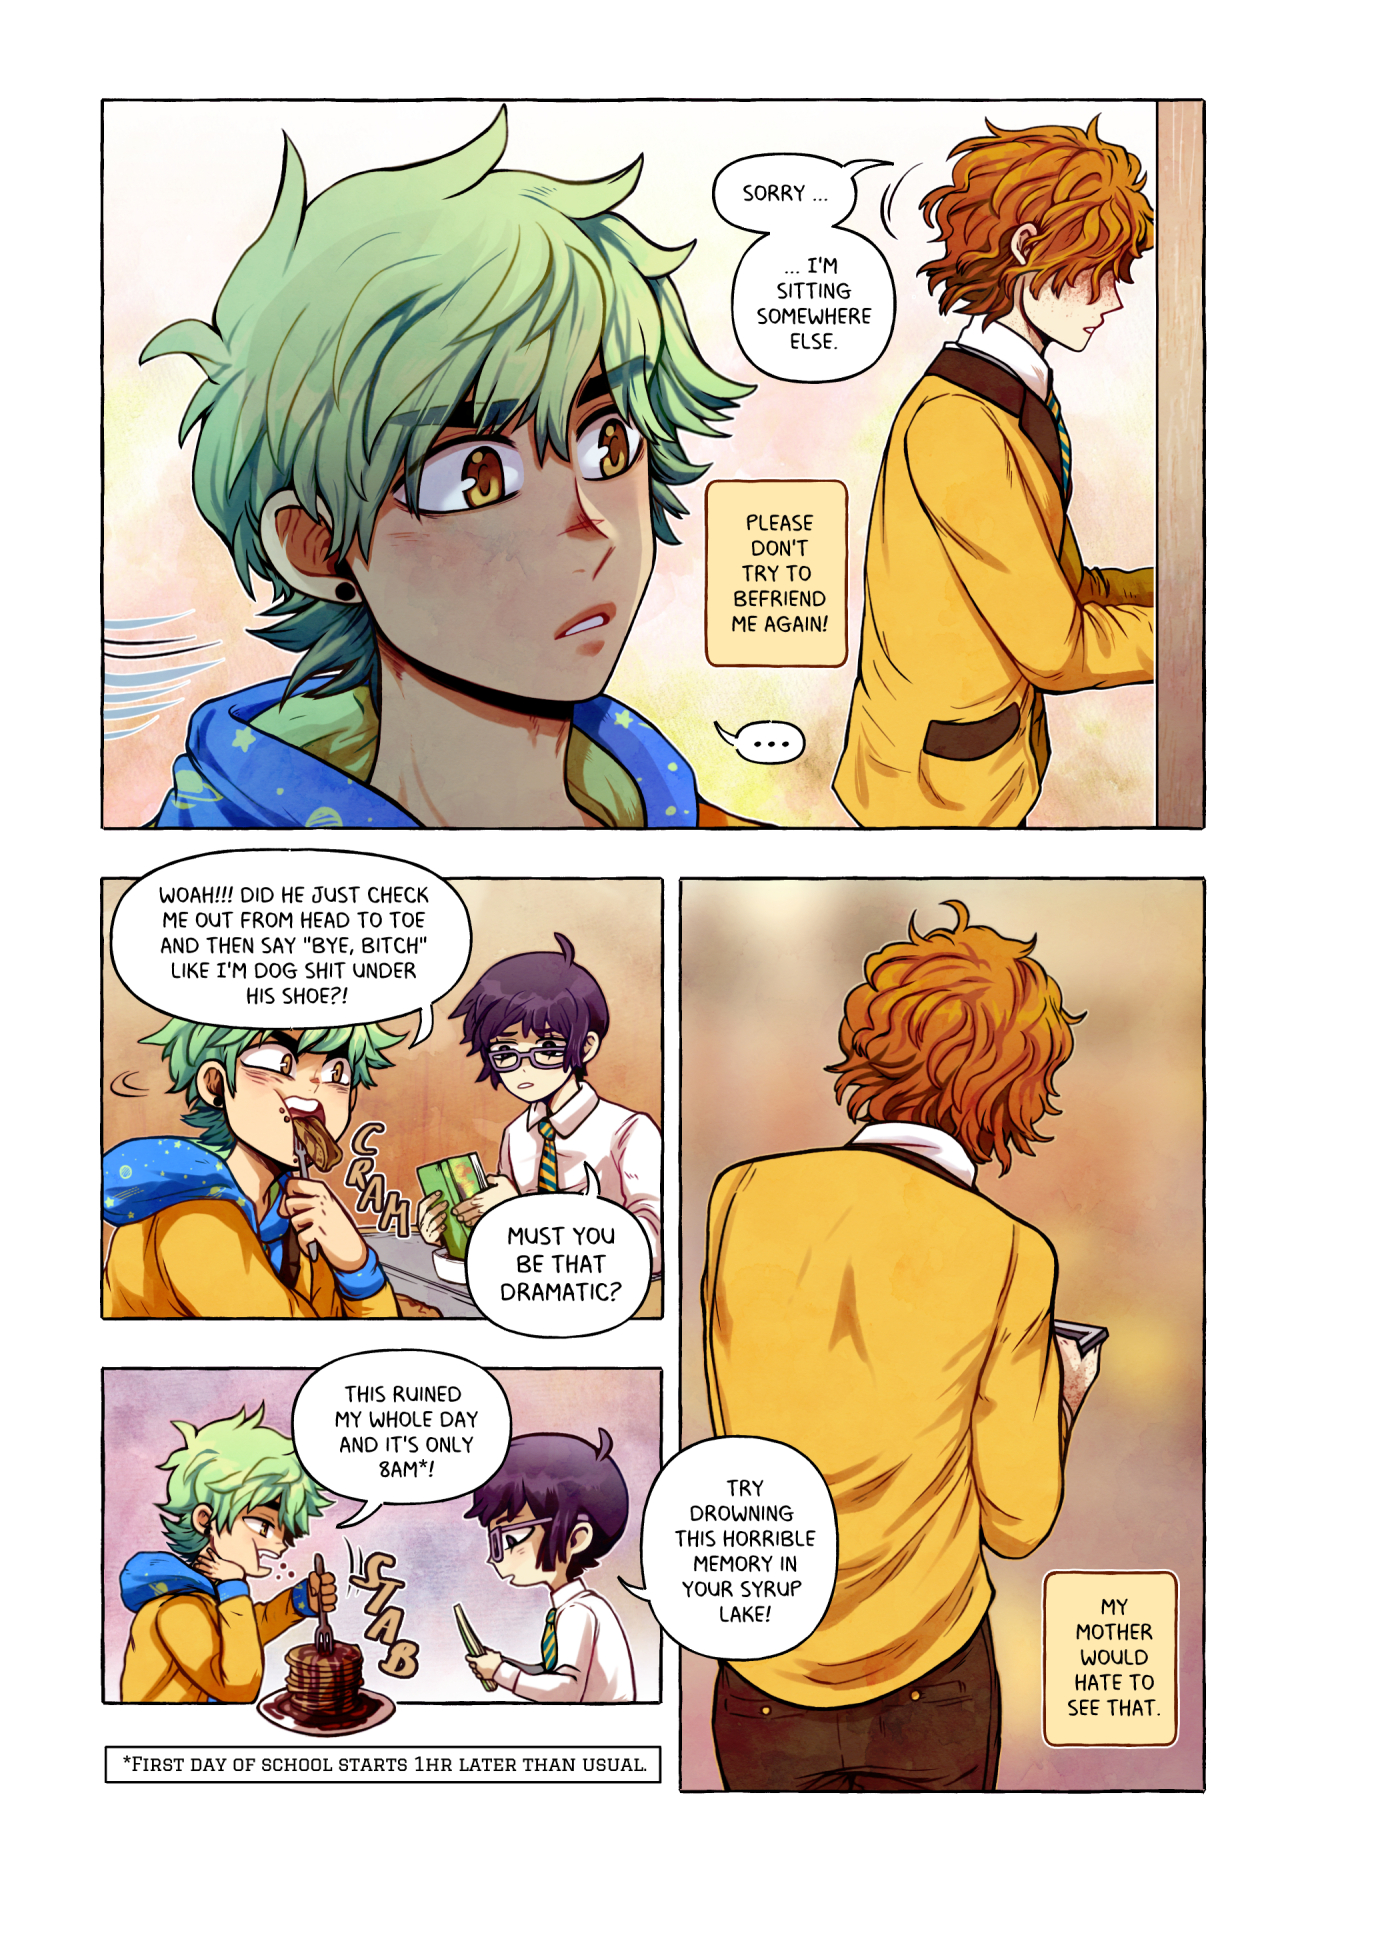 SORRY ...
... I'M
SITTING
SOMEWHERE
ELSE.
PLEASE
DON'T
TRY TO
BEFRIEND
ME AGAIN!
...
WOAH!!! DID HE JUST CHECK
ME OUT FROM HEAD TO TOE
AND THEN SAY "BYE, BITCH"
LIKE I'M DOG SHIT UNDER
HIS SHOE?!
CRAM
MUST YOU
BE THAT
DRAMATIC?
THIS RUINED
MY WHOLE DAY
AND IT'S ONLY
8AM*!
STAB
TRY
DROWNING
THIS HORRIBLE
MEMORY IN
YOUR SYRUP
LAKE!
MY
MOTHER
WOULD
HATE TO
SEE THAT.
*FIRST DAY OF SCHOOL STARTS 1HR LATER THAN USUAL.